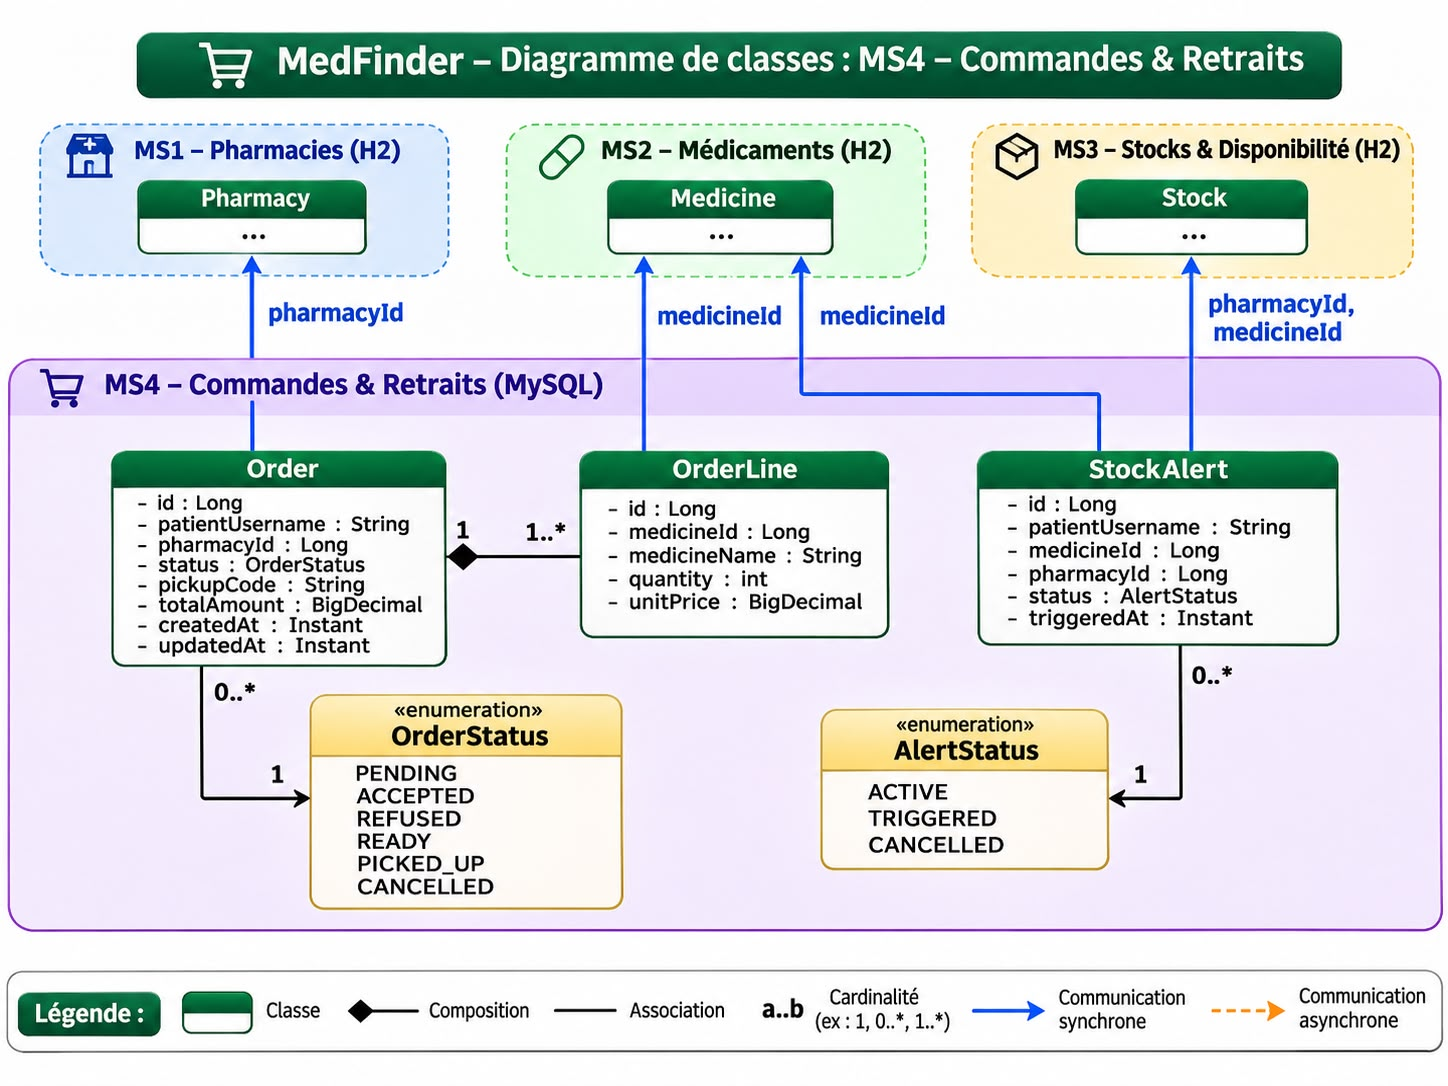 MedFinder – Diagramme de classes : MS4 – Commandes & Retraits
MS1 – Pharmacies (H2)
Pharmacy
...
MS2 – Médicaments (H2)
Medicine
...
MS3 – Stocks & Disponibilité (H2)
Stock
...
pharmacyId
medicineId
medicineId
pharmacyId,
medicineId
MS4 – Commandes & Retraits (MySQL)
Order
- id : Long
- patientUsername : String
- pharmacyId : Long
- status : OrderStatus
- pickupCode : String
- totalAmount : BigDecimal
- createdAt : Instant
- updatedAt : Instant
1
1..*
OrderLine
- id : Long
- medicineId : Long
- medicineName : String
- quantity : int
- unitPrice : BigDecimal
StockAlert
- id : Long
- patientUsername : String
- medicineId : Long
- pharmacyId : Long
- status : AlertStatus
- triggeredAt : Instant
0..*
1
«enumeration»
OrderStatus
PENDING
ACCEPTED
REFUSED
READY
PICKED_UP
CANCELLED
0..*
1
«enumeration»
AlertStatus
ACTIVE
TRIGGERED
CANCELLED
Légende :
Classe
Composition
Association
a..b
Cardinalité
(ex : 1, 0..*, 1..*)
Communication
synchrone
Communication
asynchrone